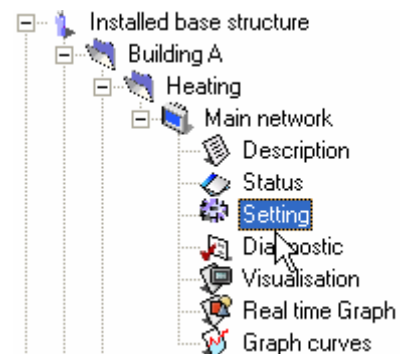 Installed base structure
Building A
Heating
Main network
Description
Status
Setting
Diagnostic
Visualisation
Real time Graph
Graph curves